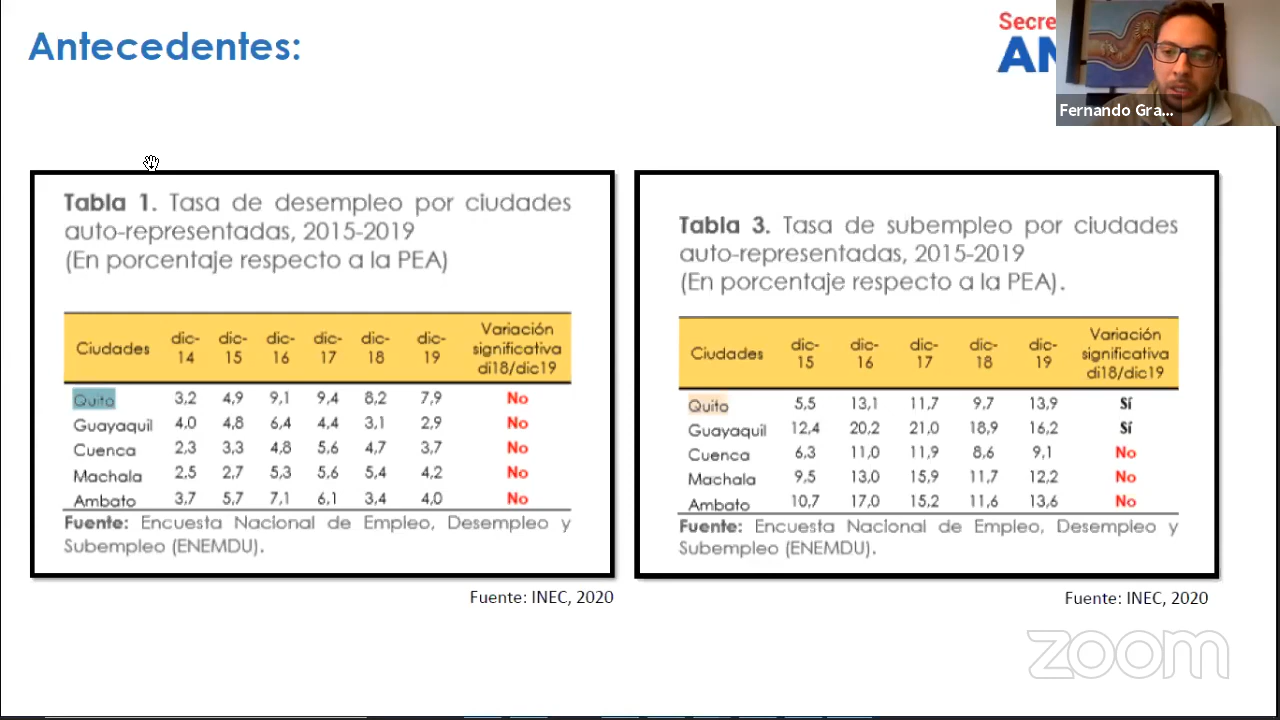 Antecedentes:
Fernando Gra...
Tabla 1. Tasa de desempleo por ciudades
auto-representadas, 2015-2019
(En porcentaje respecto a la PEA)
Ciudades dic-14 dic-15 dic-16 dic-17 dic-18 dic-19 Variación significativa di18/dic19
Quito 3,2 4,9 9,1 9,4 8,2 7,9 No
Guayaquil 4,0 4,8 6,4 4,4 3,1 2,9 No
Cuenca 2,3 3,3 4,8 5,6 4,7 3,7 No
Machala 2,5 2,7 5,3 5,6 5,4 4,2 No
Ambato 3,7 5,7 7,1 6,1 3,4 4,0 No
Fuente: Encuesta Nacional de Empleo, Desempleo y
Subempleo (ENEMDU).
Fuente: INEC, 2020
Tabla 3. Tasa de subempleo por ciudades
auto-representadas, 2015-2019
(En porcentaje respecto a la PEA).
Ciudades dic-15 dic-16 dic-17 dic-18 dic-19 Variación significativa di18/dic19
Quito 5,5 13,1 11,7 9,7 13,9 Sí
Guayaquil 12,4 20,2 21,0 18,9 16,2 Sí
Cuenca 6,3 11,0 11,9 8,6 9,1 No
Machala 9,5 13,0 15,9 11,7 12,2 No
Ambato 10,7 17,0 15,2 11,6 13,6 No
Fuente: Encuesta Nacional de Empleo, Desempleo y
Subempleo (ENEMDU).
Fuente: INEC, 2020
zoom